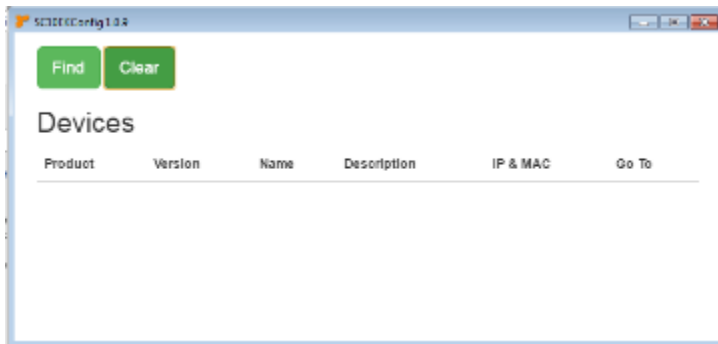 Find Clear
Devices
Product Version Name Description IP & MAC Go To